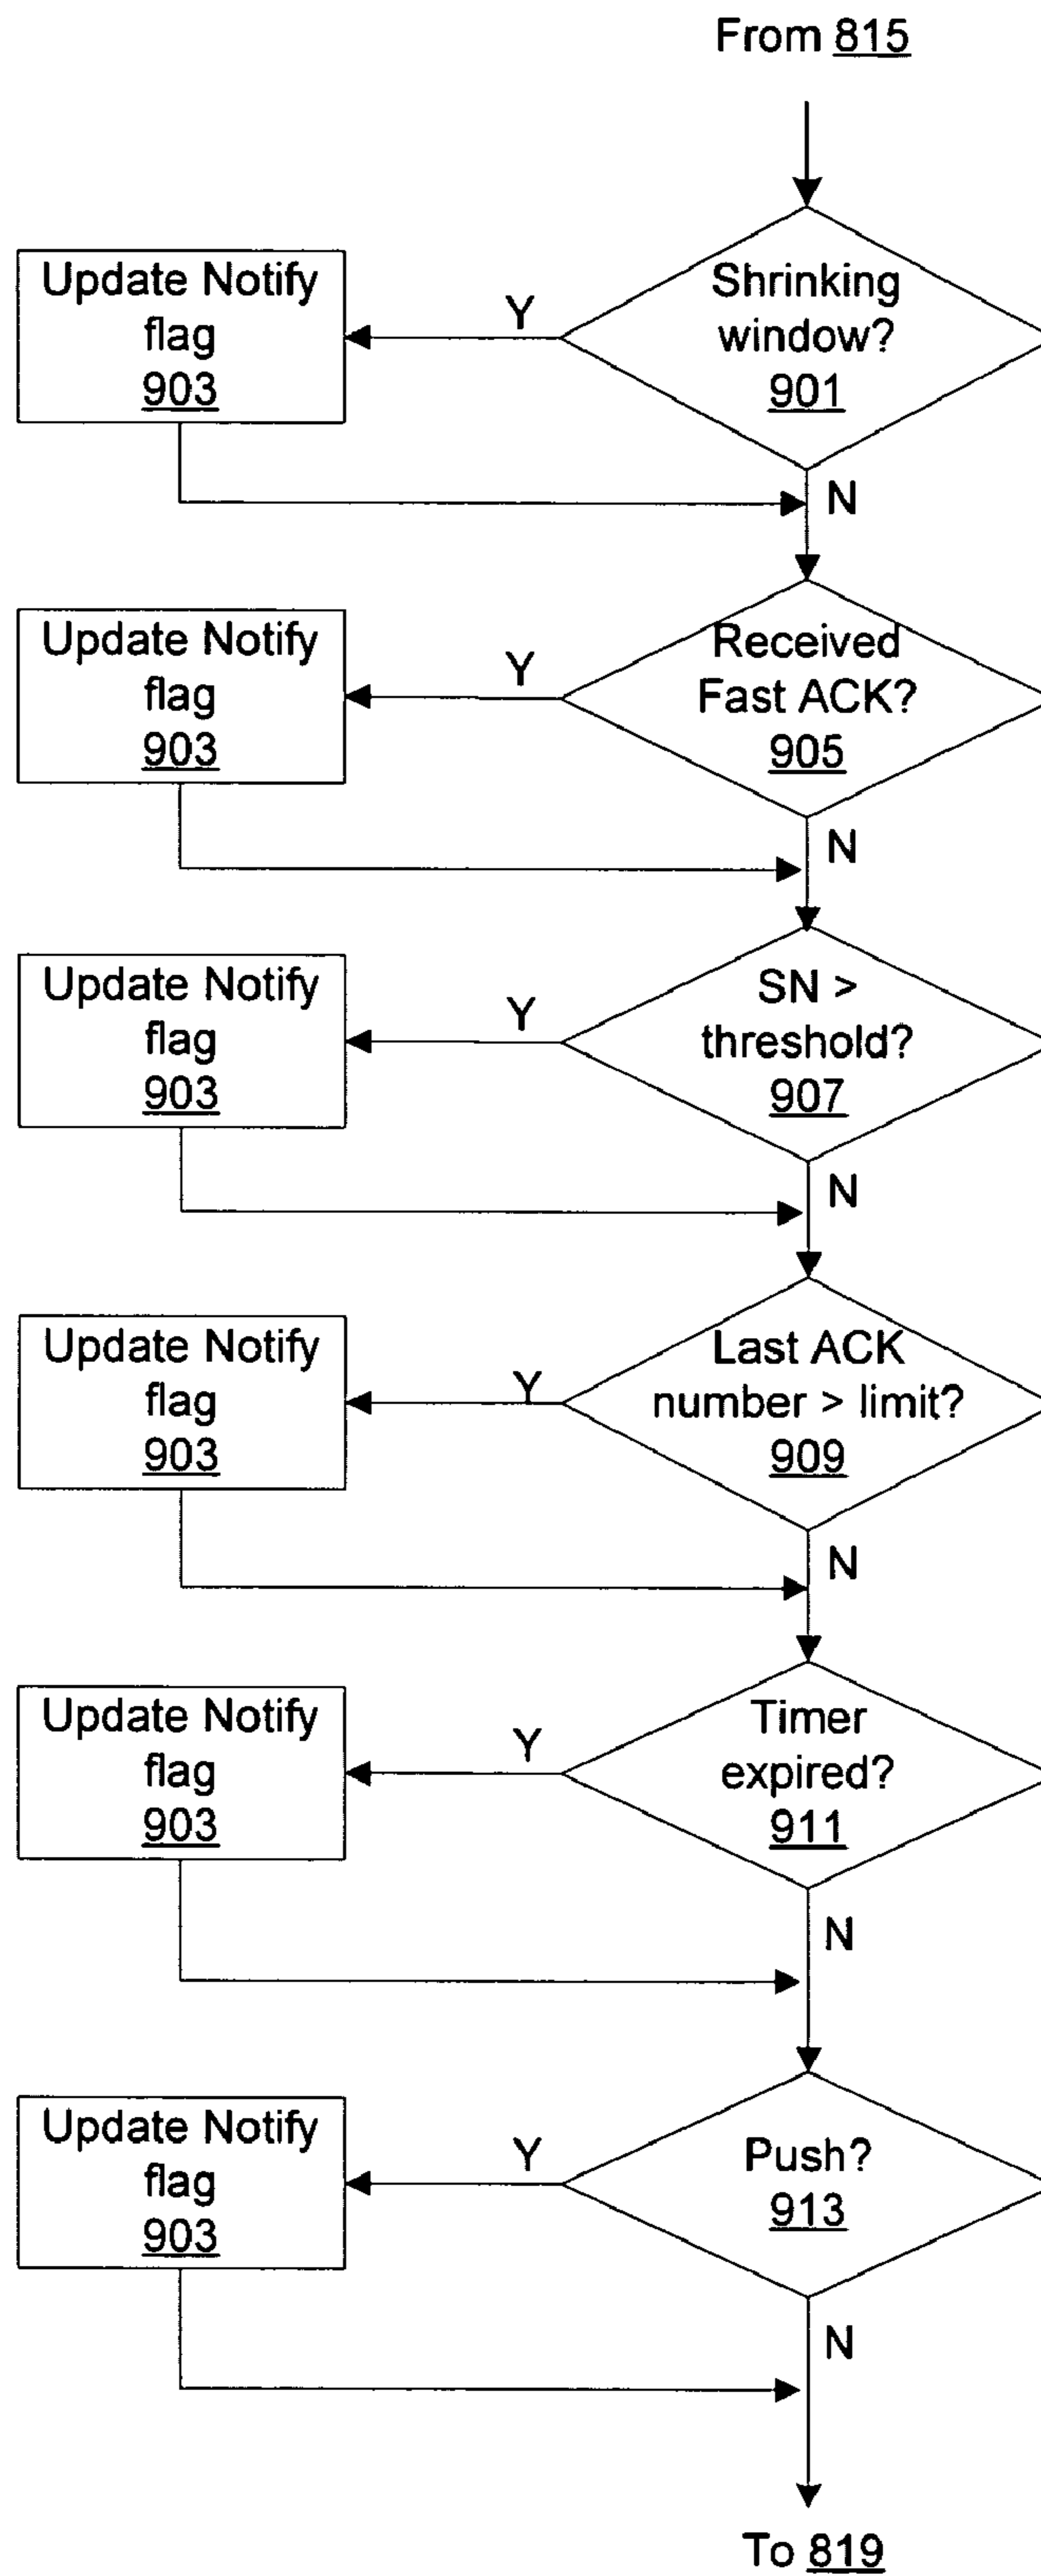 From 815
Shrinking
window?
901
Y
Update Notify
flag
903
N
Received
Fast ACK?
905
Y
Update Notify
flag
903
N
SN >
threshold?
907
Y
Update Notify
flag
903
N
Last ACK
number > limit?
909
Y
Update Notify
flag
903
N
Timer
expired?
911
Y
Update Notify
flag
903
N
Push?
913
Y
Update Notify
flag
903
N
To 819